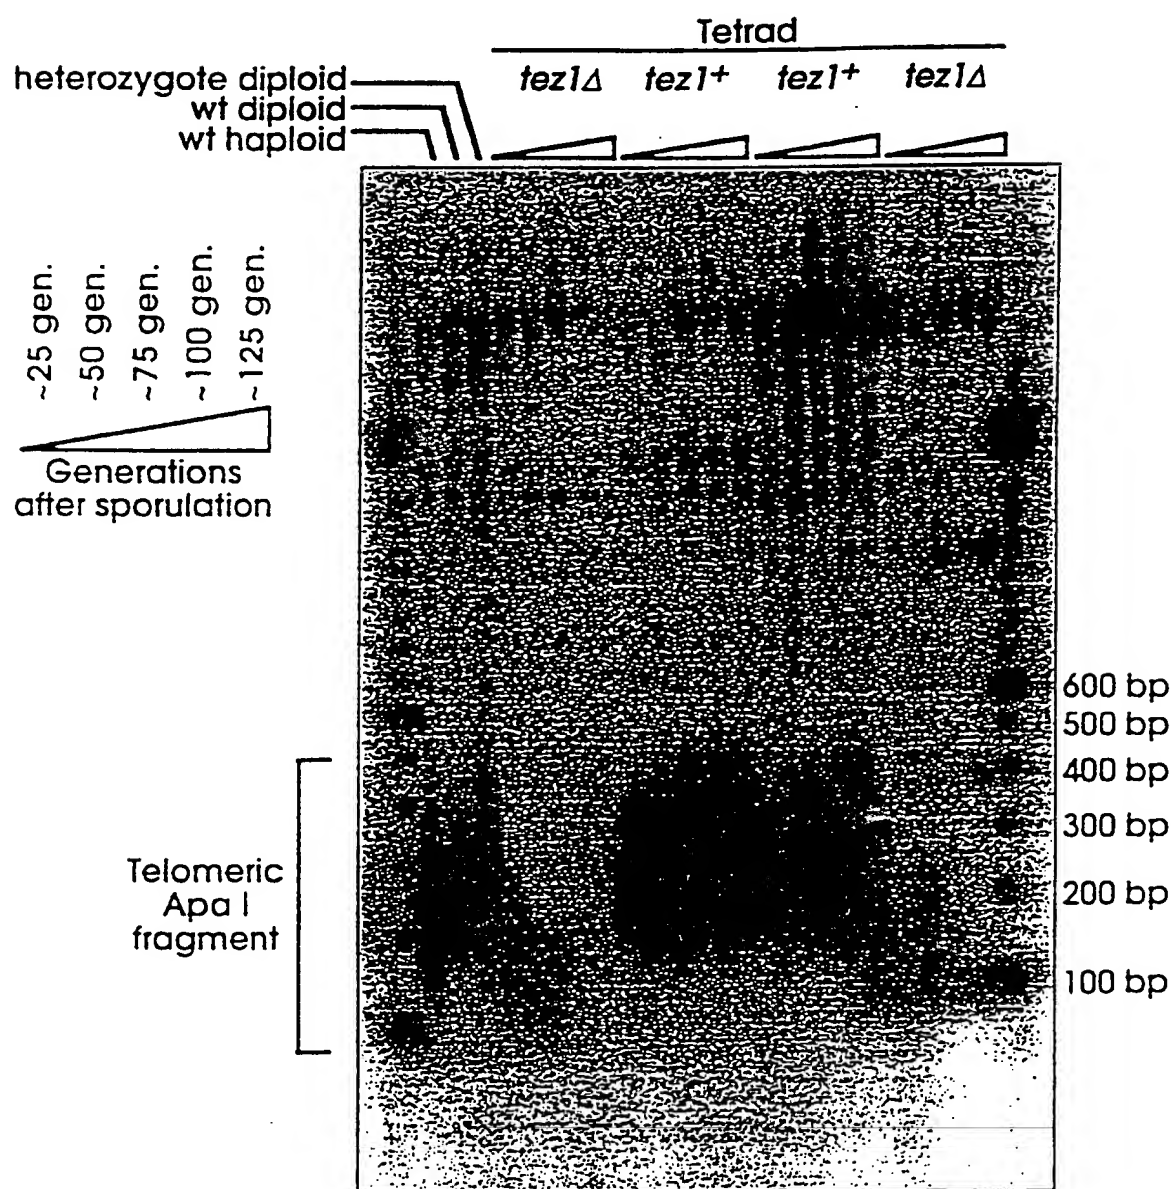 Tetrad
heterozygote diploid
wt diploid
wt haploid
tez1Δ tez1+ tez1+ tez1Δ
~25 gen.
~50 gen.
~75 gen.
~100 gen.
~125 gen.
Generations
after sporulation
600 bp
500 bp
400 bp
300 bp
200 bp
100 bp
Telomeric
Apa I
fragment